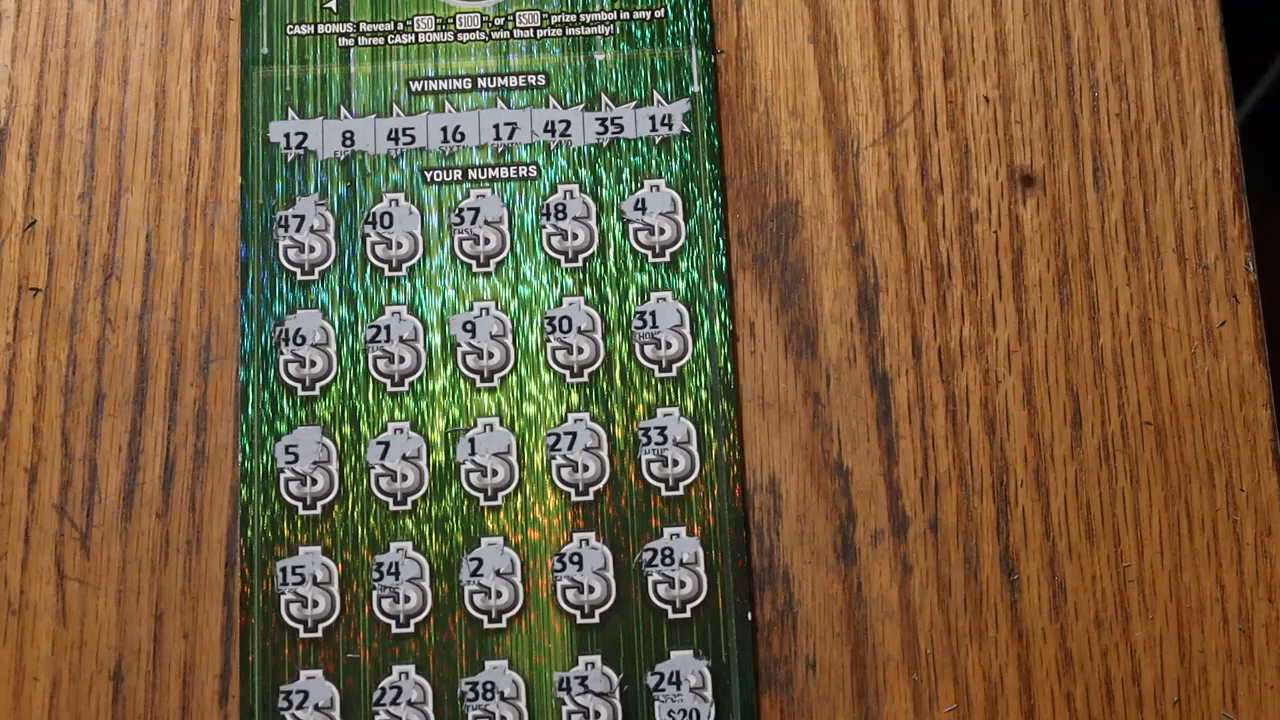 CA$H BONUS: Reveal a "$50", "$100", or "$500" prize symbol in any of
the three CA$H BONUS spots, win that prize instantly!
WINNING NUMBERS
12 8 45 16 17 42 35 14
YOUR NUMBERS
47 40 37 48 4
46 21 9 30 31
5 7 1 27 33
15 34 2 39 28
32 22 38 43 24
$20